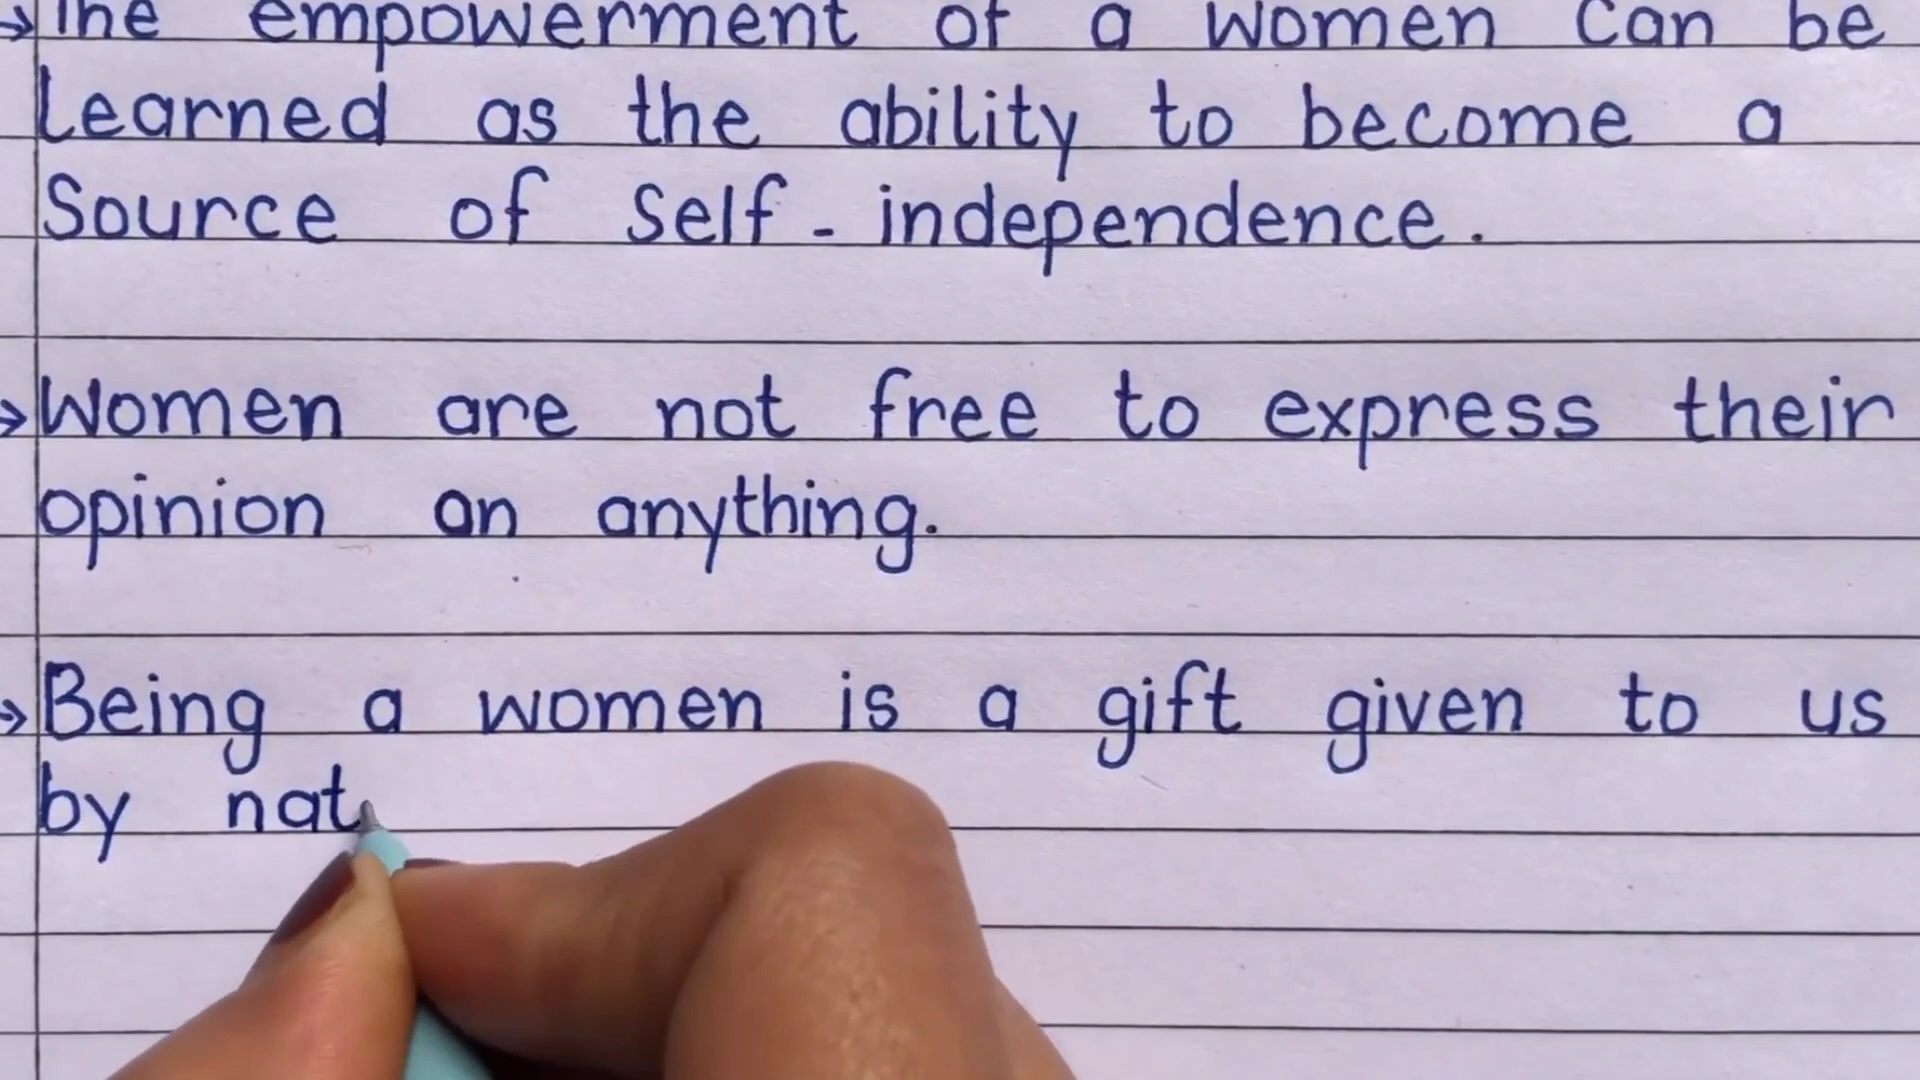 →The empowerment of a women can be
Learned as the ability to become a
Source of Self - independence.
→Women are not free to express their
opinion on anything.
→Being a women is a gift given to us
by nat